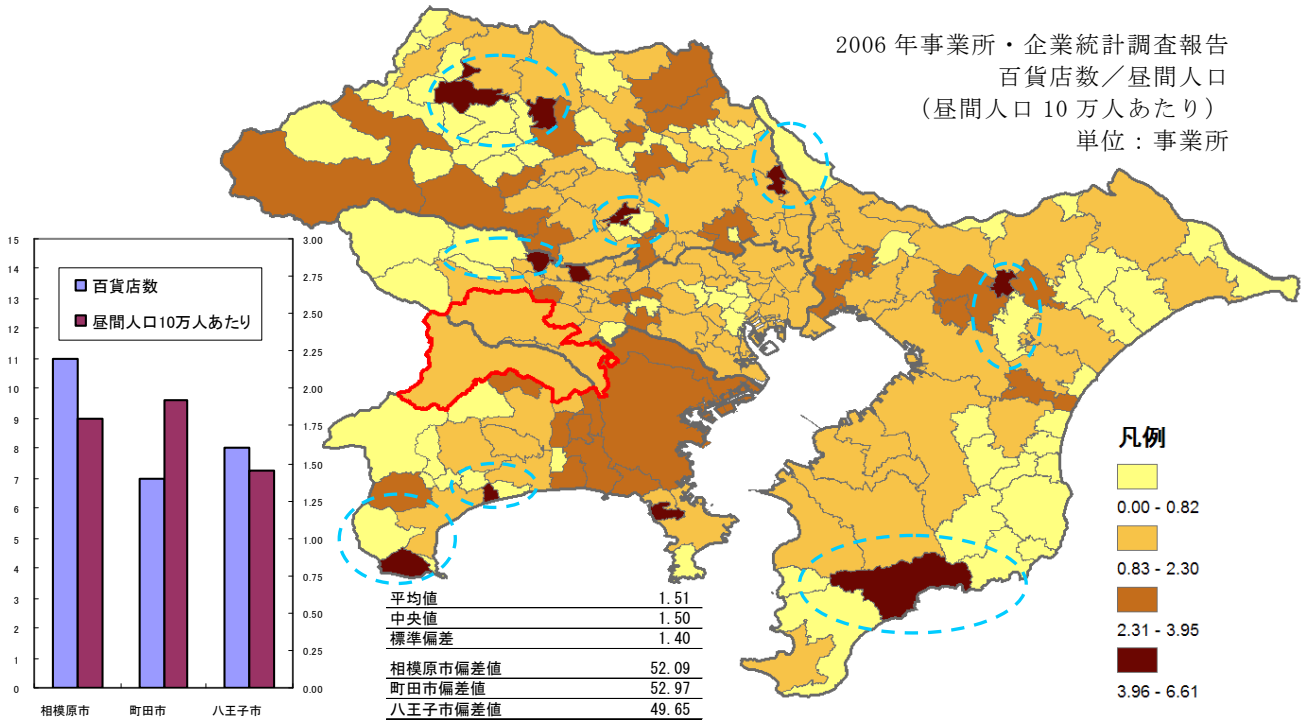 2006 年事業所・企業統計調査報告
百貨店数／昼間人口
（昼間人口 10 万人あたり）
単位：事業所
15
14
13
12
11
10
9
8
7
6
5
4
3
2
1
0
百貨店数
昼間人口10万人あたり
3.00
2.75
2.50
2.25
2.00
1.75
1.50
1.25
1.00
0.75
0.50
0.25
0.00
相模原市 町田市 八王子市
平均値 1.51
中央値 1.50
標準偏差 1.40
相模原市偏差値 52.09
町田市偏差値 52.97
八王子市偏差値 49.65
凡例
0.00 - 0.82
0.83 - 2.30
2.31 - 3.95
3.96 - 6.61